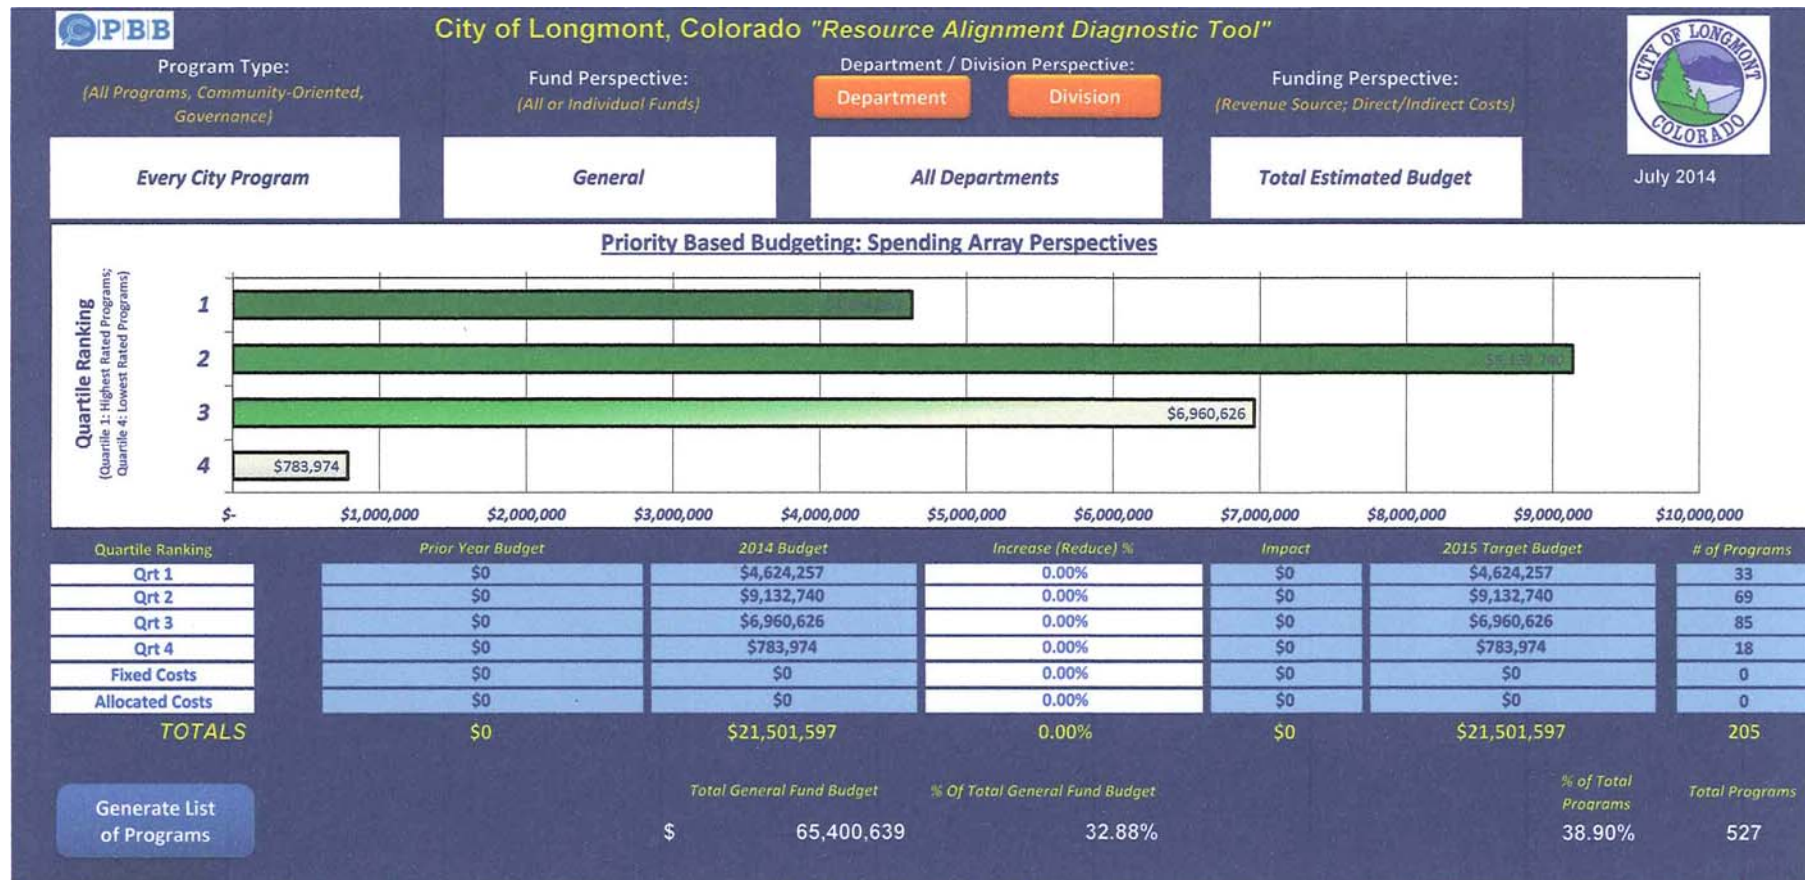 PBB
City of Longmont, Colorado "Resource Alignment Diagnostic Tool"
CITY OF LONGMONT
COLORADO
Program Type:
(All Programs, Community-Oriented,
Governance)
Fund Perspective:
(All or Individual Funds)
Department / Division Perspective:
Department Division
Funding Perspective:
(Revenue Source; Direct/Indirect Costs)
Every City Program General All Departments Total Estimated Budget July 2014
Priority Based Budgeting: Spending Array Perspectives
Quartile Ranking
(Quartile 1: Highest Rated Programs;
Quartile 4: Lowest Rated Programs)
1
2 $9,132,740
3 $6,960,626
4 $783,974
$- $1,000,000 $2,000,000 $3,000,000 $4,000,000 $5,000,000 $6,000,000 $7,000,000 $8,000,000 $9,000,000 $10,000,000
Quartile Ranking Prior Year Budget 2014 Budget Increase (Reduce) % Impact 2015 Target Budget # of Programs
Qrt 1 $0 $4,624,257 0.00% $0 $4,624,257 33
Qrt 2 $0 $9,132,740 0.00% $0 $9,132,740 69
Qrt 3 $0 $6,960,626 0.00% $0 $6,960,626 85
Qrt 4 $0 $783,974 0.00% $0 $783,974 18
Fixed Costs $0 $0 0.00% $0 $0 0
Allocated Costs $0 $0 0.00% $0 $0 0
TOTALS $0 $21,501,597 0.00% $0 $21,501,597 205
Generate List
of Programs
Total General Fund Budget % Of Total General Fund Budget % of Total
Programs Total Programs
$ 65,400,639 32.88% 38.90% 527